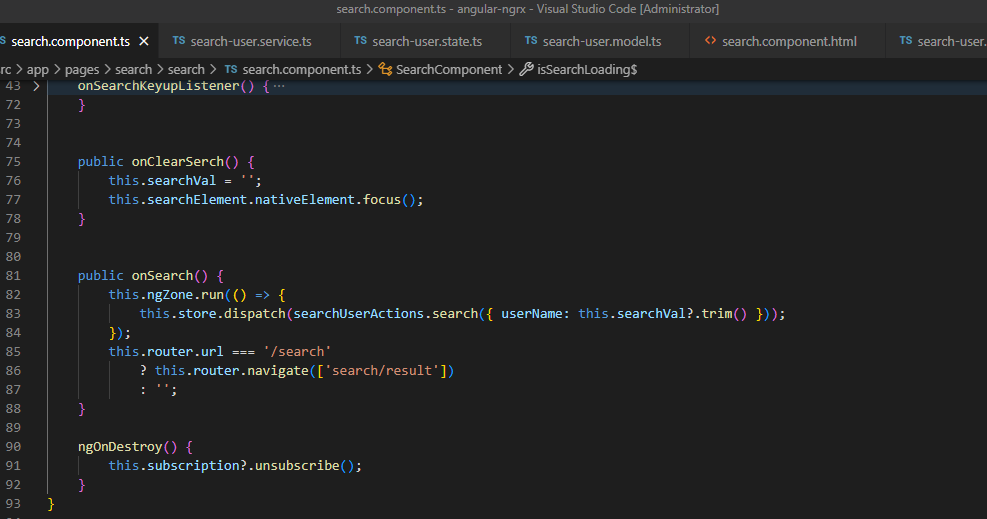 search.component.ts - angular-ngrx - Visual Studio Code [Administrator]
search.component.ts TS search-user.service.ts TS search-user.state.ts TS search-user.model.ts <> search.component.html TS search-user.
rc > app > pages > search > search > TS search.component.ts > SearchComponent > isSearchLoading$
43 > onSearchKeyupListener() { ⋯
72 }
73
74
75 public onClearSerch() {
76 this.searchVal = '';
77 this.searchElement.nativeElement.focus();
78 }
79
80
81 public onSearch() {
82 this.ngZone.run(() => {
83 this.store.dispatch(searchUserActions.search({ userName: this.searchVal?.trim() }));
84 });
85 this.router.url === '/search'
86 ? this.router.navigate(['search/result'])
87 : '';
88 }
89
90 ngOnDestroy() {
91 this.subscription?.unsubscribe();
92 }
93 }